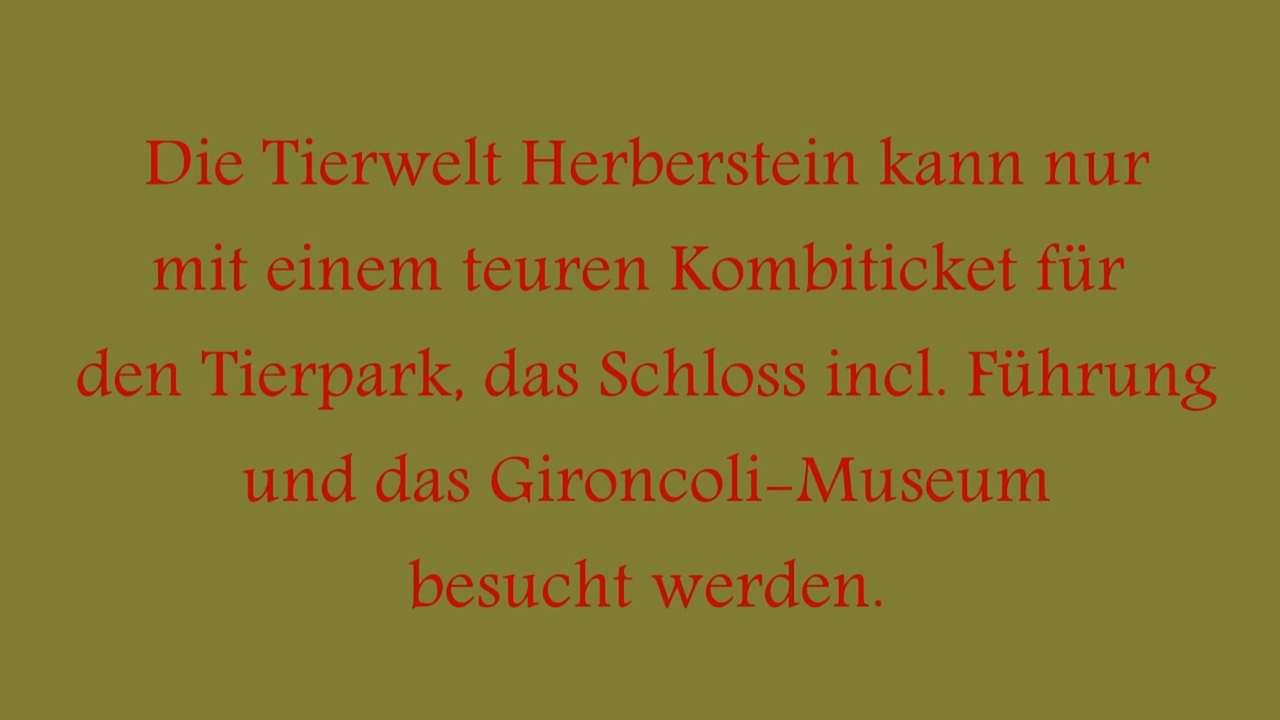 Die Tierwelt Herberstein kann nur
mit einem teuren Kombiticket für
den Tierpark, das Schloss incl. Führung
und das Gironcoli-Museum
besucht werden.